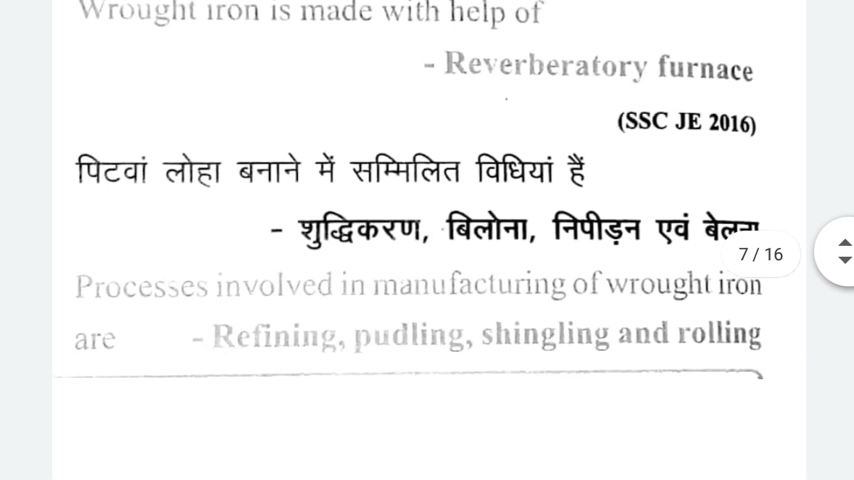 Wrought iron is made with help of
- Reverberatory furnace
(SSC JE 2016)
पिटवां लोहा बनाने में सम्मिलित विधियां हैं
- शुद्धिकरण, बिलोना, निपीड़न एवं बेलना
7 / 16
Processes involved in manufacturing of wrought iron
are - Refining, pudling, shingling and rolling